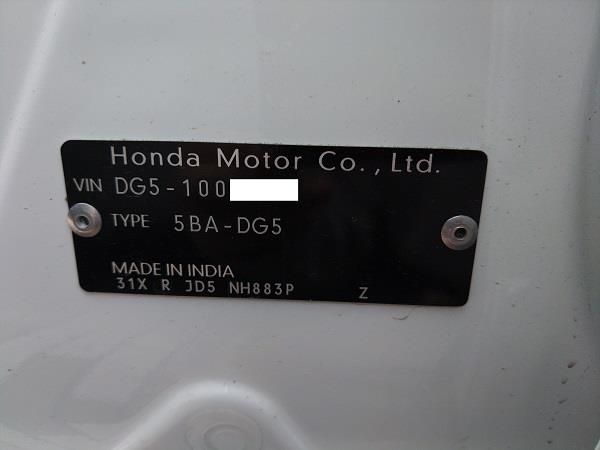 Honda Motor Co., Ltd.
VIN DG5-100
TYPE 5BA-DG5
MADE IN INDIA
31X R JD5 NH883P Z